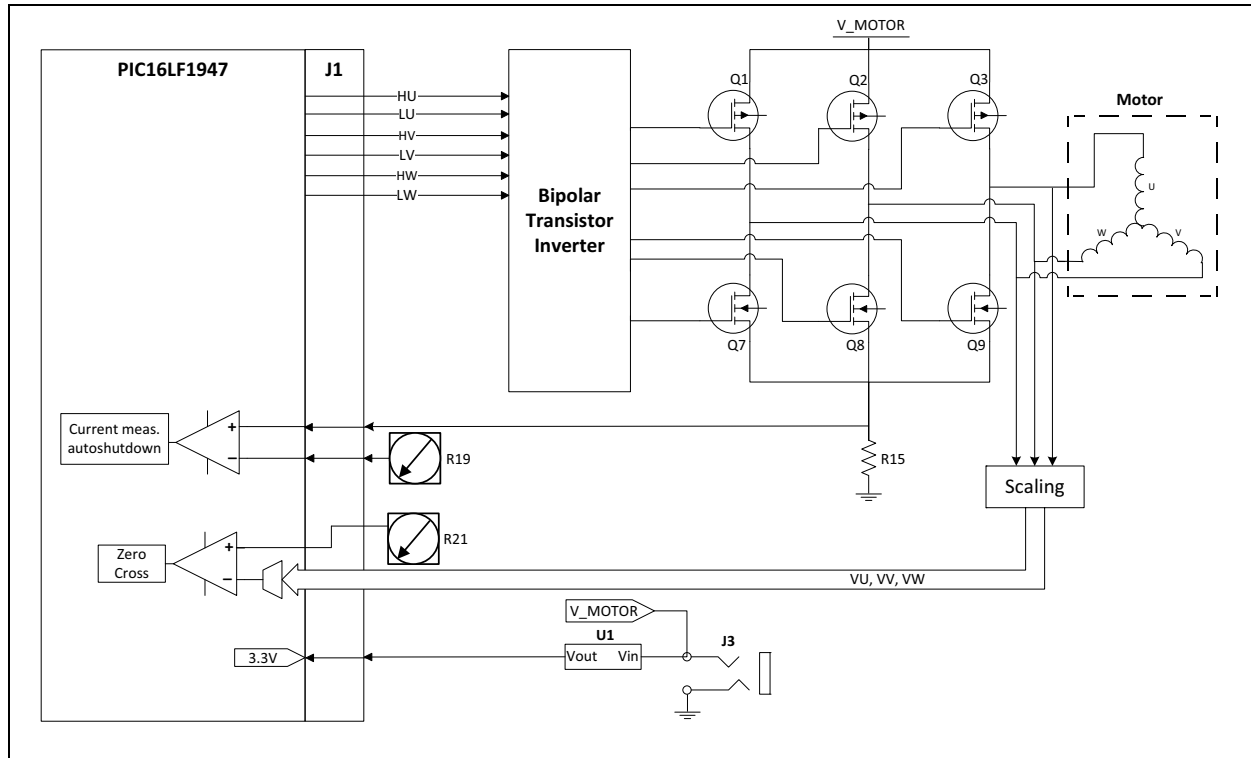 V_MOTOR
PIC16LF1947
J1
Q1
Q2
Q3
Motor
HU
LU
HV
LV
HW
LW
Bipolar
Transistor
Inverter
U
W
V
Q7
Q8
Q9
Current meas.
autoshutdown
+
–
R19
R15
Scaling
R21
Zero
Cross
+
–
VU, VV, VW
V_MOTOR
U1
J3
3.3V
Vout
Vin